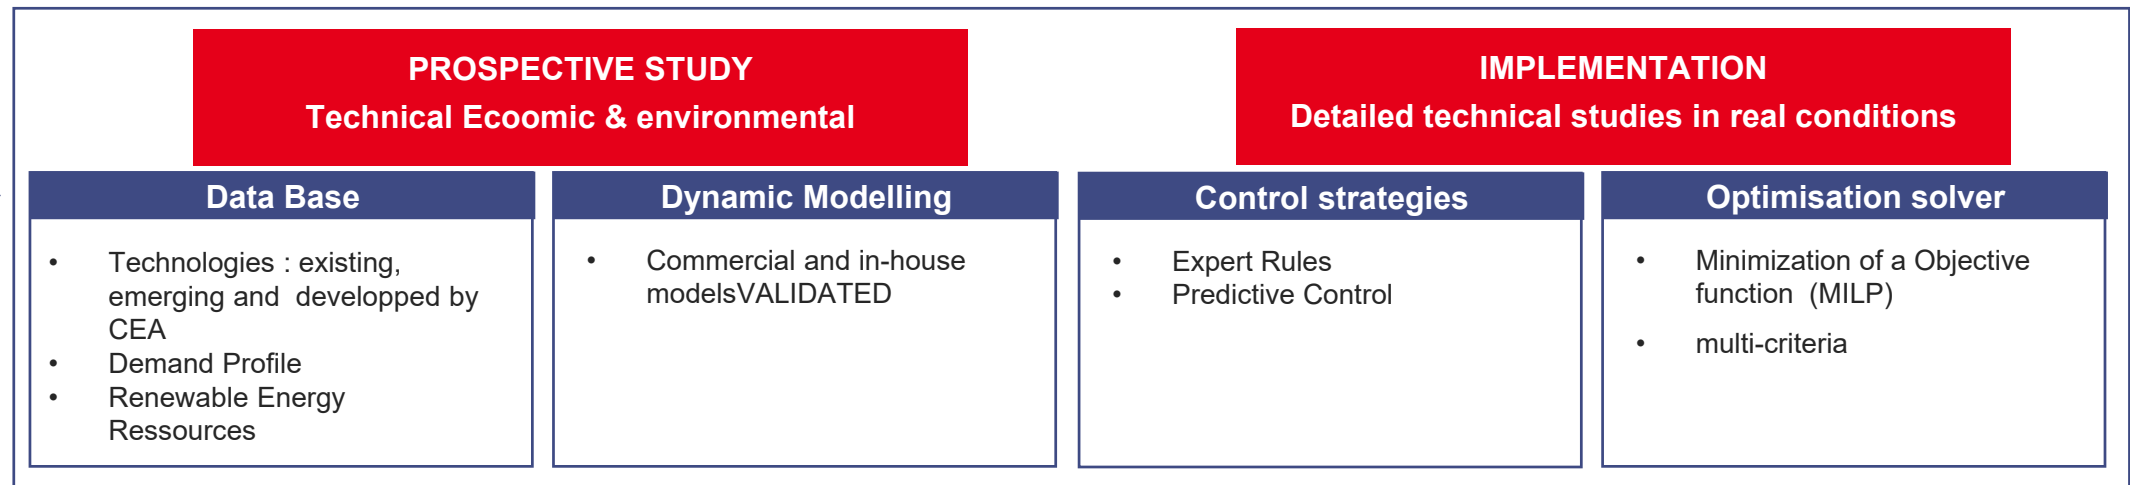 PROSPECTIVE STUDY
Technical Ecoomic & environmental
IMPLEMENTATION
Detailed technical studies in real conditions
Data Base
• Technologies : existing,
emerging and  developped by
CEA
• Demand Profile
• Renewable Energy
Ressources
Dynamic Modelling
• Commercial and in-house
modelsVALIDATED
Control strategies
• Expert Rules
• Predictive Control
Optimisation solver
• Minimization of a Objective
function  (MILP)
• multi-criteria